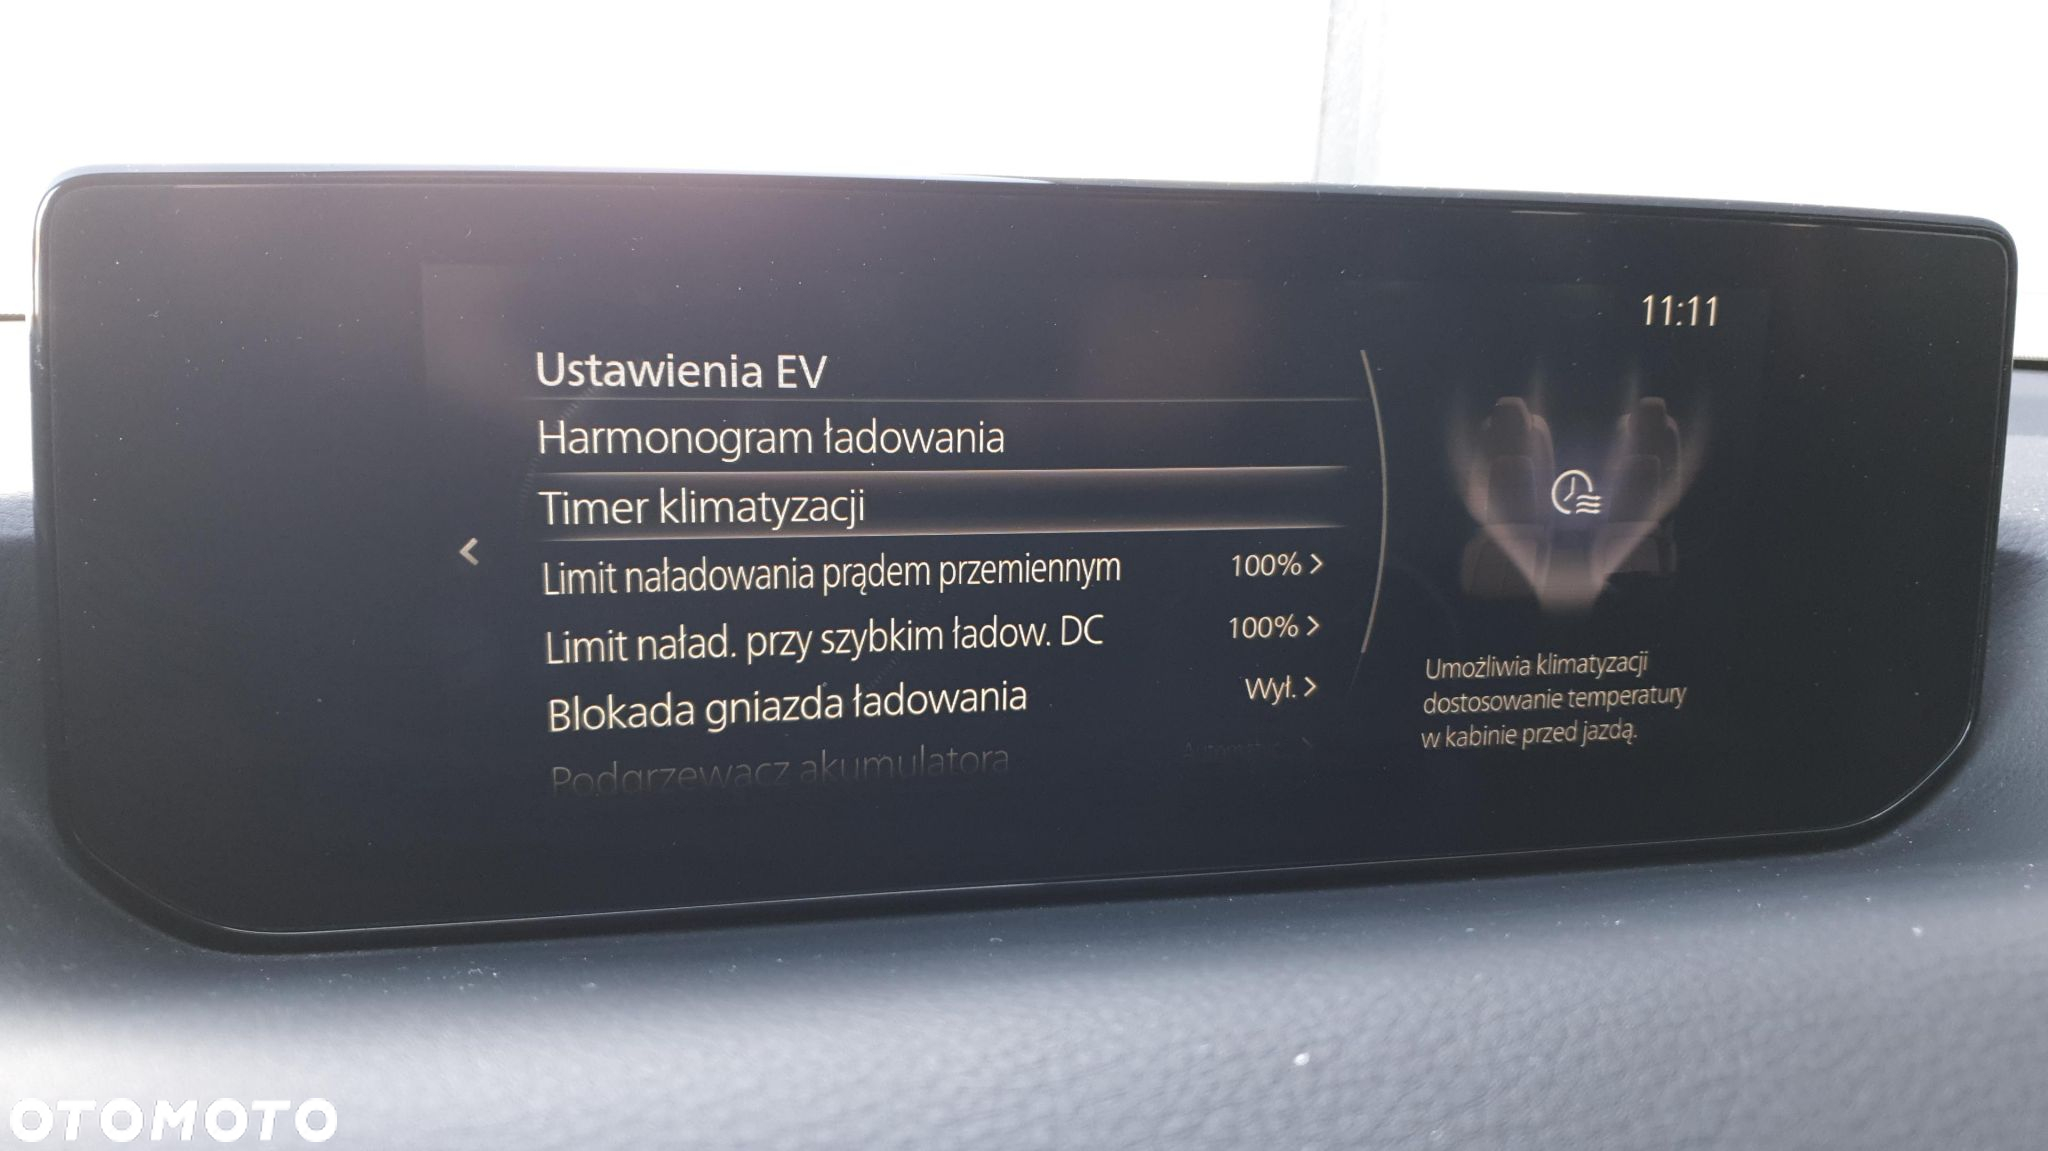 11:11
Ustawienia EV
Harmonogram ładowania
Timer klimatyzacji
Limit naładowania prądem przemiennym 100% >
Limit nała. przy szybkim ładow. DC 100% >
Blokada gniazda ładowania Wył. >
Podgrzewacz akumulatora
Umożliwia klimatyzacji
dostosowanie temperatury
w kabinie przed jazdą.
OTOMOTO